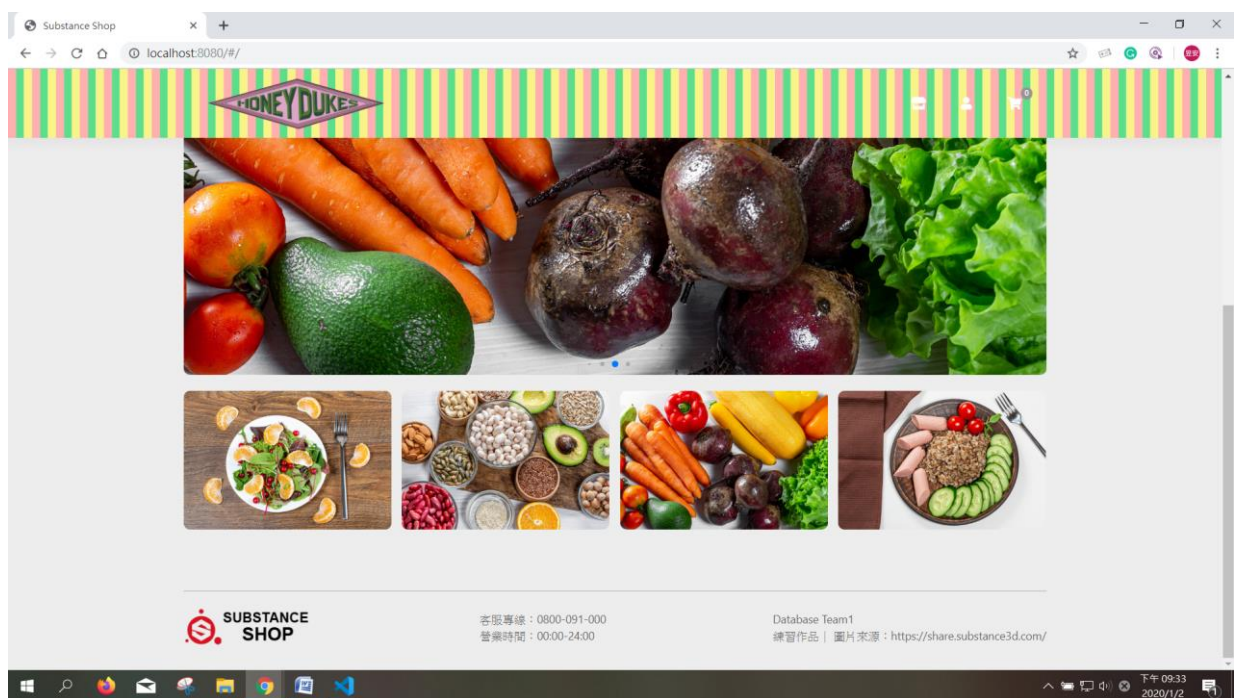 Substance Shop
localhost:8080/#/
HONEYDUKES
0
SUBSTANCE
SHOP
客服專線：0800-091-000
營業時間：00:00-24:00
Database Team1
練習作品｜ 圖片來源：https://share.substance3d.com/
下午 09:33
2020/1/2